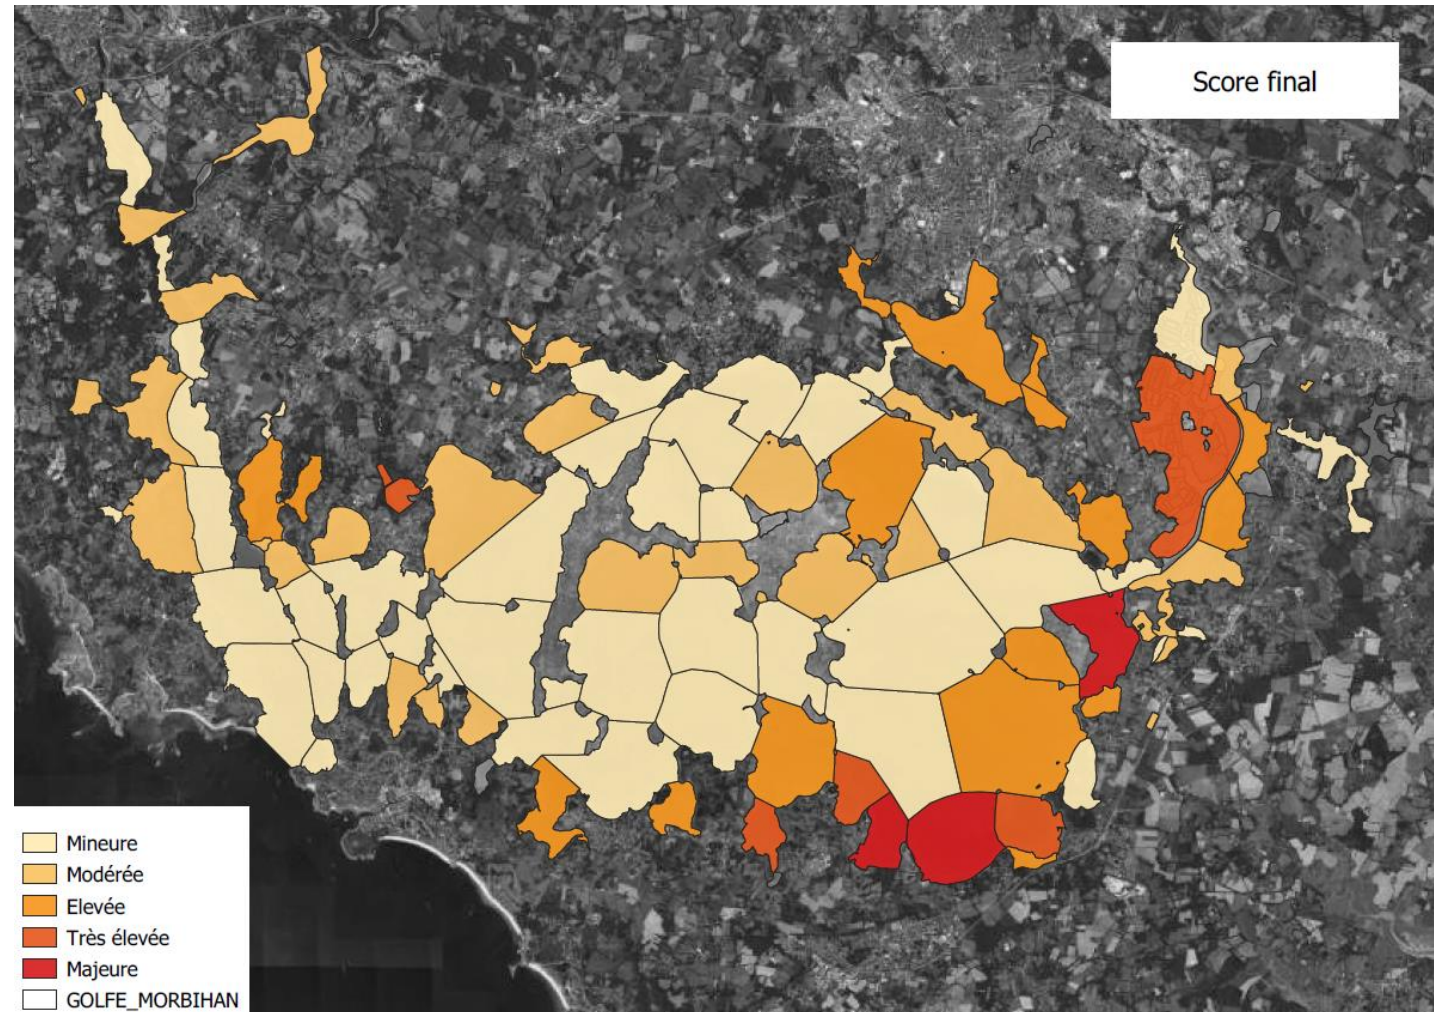 Score final
Mineure
Modérée
Elevée
Très élevée
Majeure
GOLFE_MORBIHAN